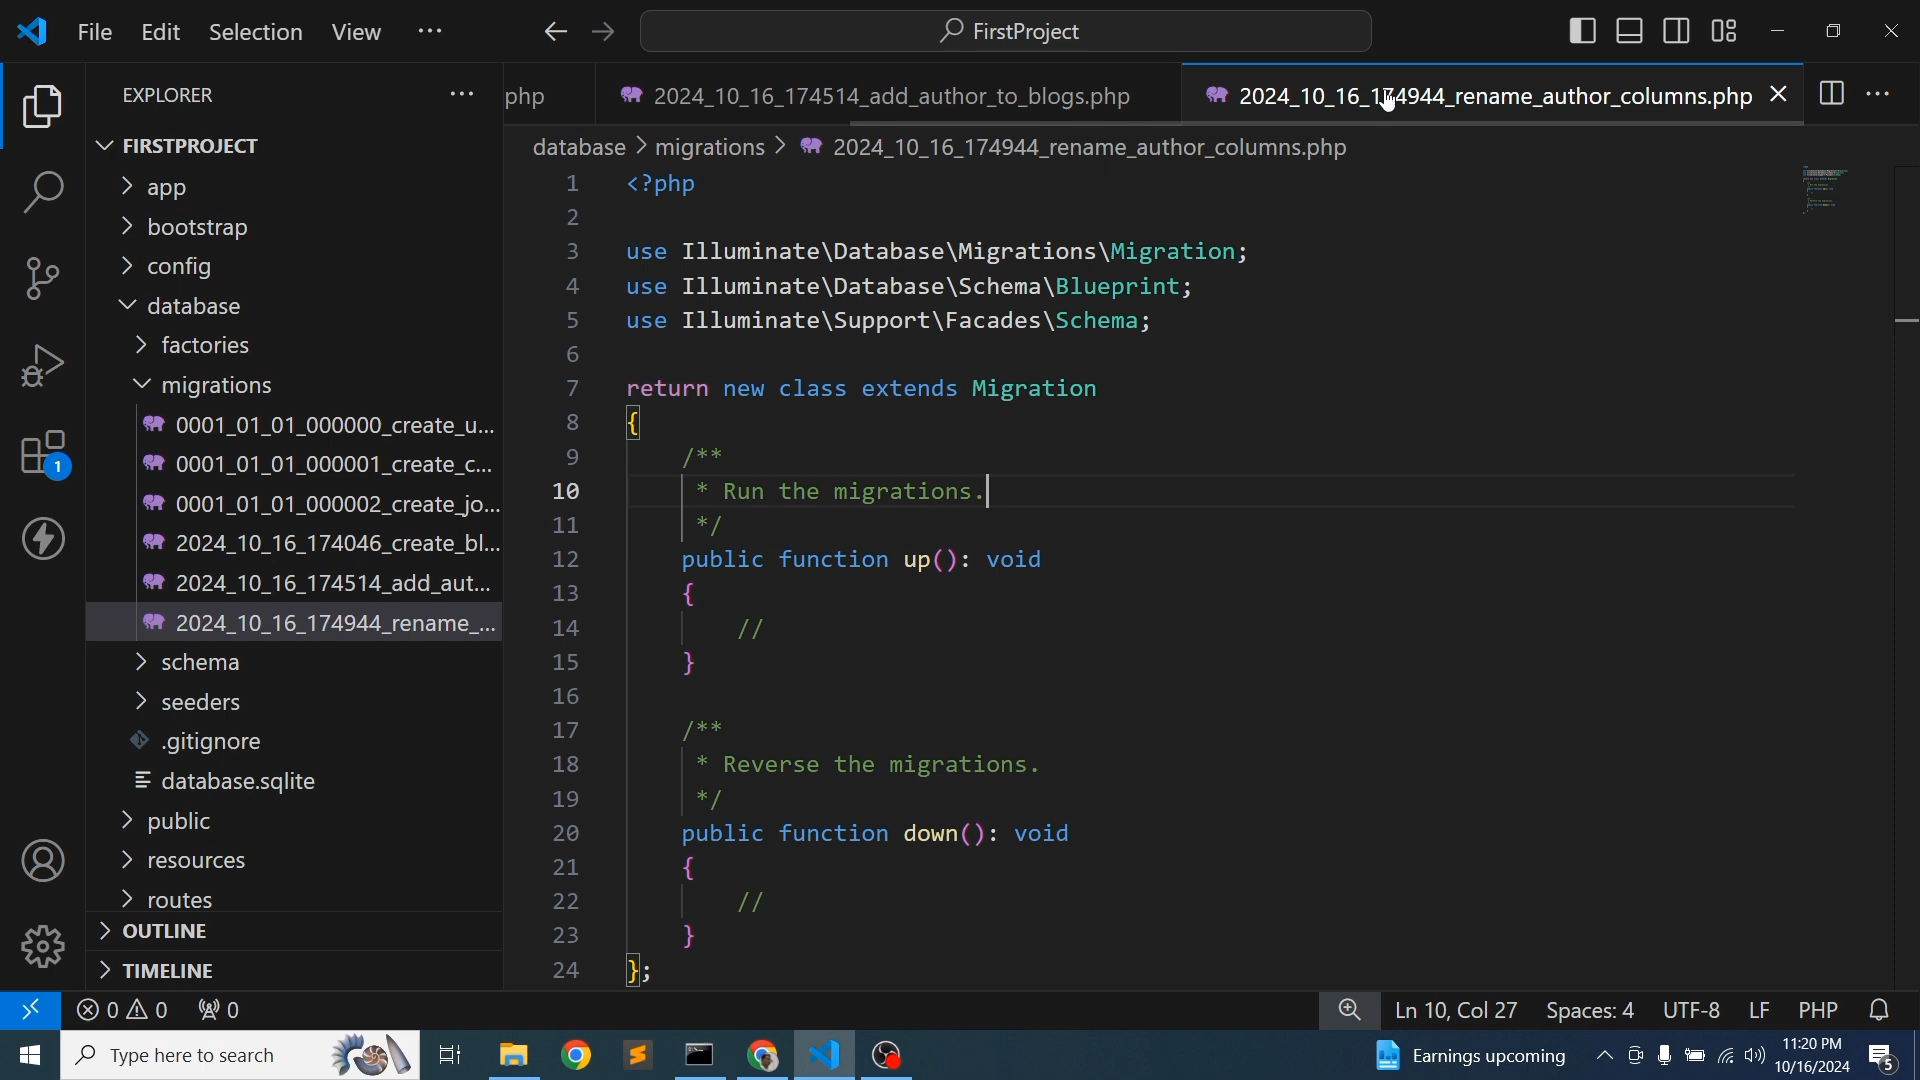 File Edit Selection View ···
FirstProject
EXPLORER
php
2024_10_16_174514_add_author_to_blogs.php
2024_10_16_174944_rename_author_columns.php
FIRSTPROJECT
app
bootstrap
config
database
factories
migrations
0001_01_01_000000_create_u...
0001_01_01_000001_create_c...
0001_01_01_000002_create_jo...
2024_10_16_174046_create_bl...
2024_10_16_174514_add_aut...
2024_10_16_174944_rename_...
schema
seeders
.gitignore
database.sqlite
public
resources
routes
OUTLINE
TIMELINE
1
database > migrations > 2024_10_16_174944_rename_author_columns.php
1 <?php
2
3 use Illuminate\Database\Migrations\Migration;
4 use Illuminate\Database\Schema\Blueprint;
5 use Illuminate\Support\Facades\Schema;
6
7 return new class extends Migration
8 {
9 /**
10 * Run the migrations.
11 */
12 public function up(): void
13 {
14 //
15 }
16
17 /**
18 * Reverse the migrations.
19 */
20 public function down(): void
21 {
22 //
23 }
24 };
0 0 0
Ln 10, Col 27 Spaces: 4 UTF-8 LF PHP
Type here to search
Earnings upcoming
11:20 PM
10/16/2024
5